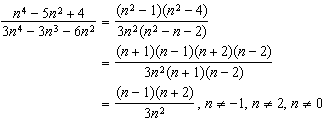 (n⁴ − 5n² + 4)/(3n⁴ − 3n³ − 6n²) = ((n² − 1)(n² − 4))/(3n²(n² − n − 2))
= ((n + 1)(n − 1)(n + 2)(n − 2))/(3n²(n + 1)(n − 2))
= ((n − 1)(n + 2))/(3n²) , n ≠ −1, n ≠ 2, n ≠ 0